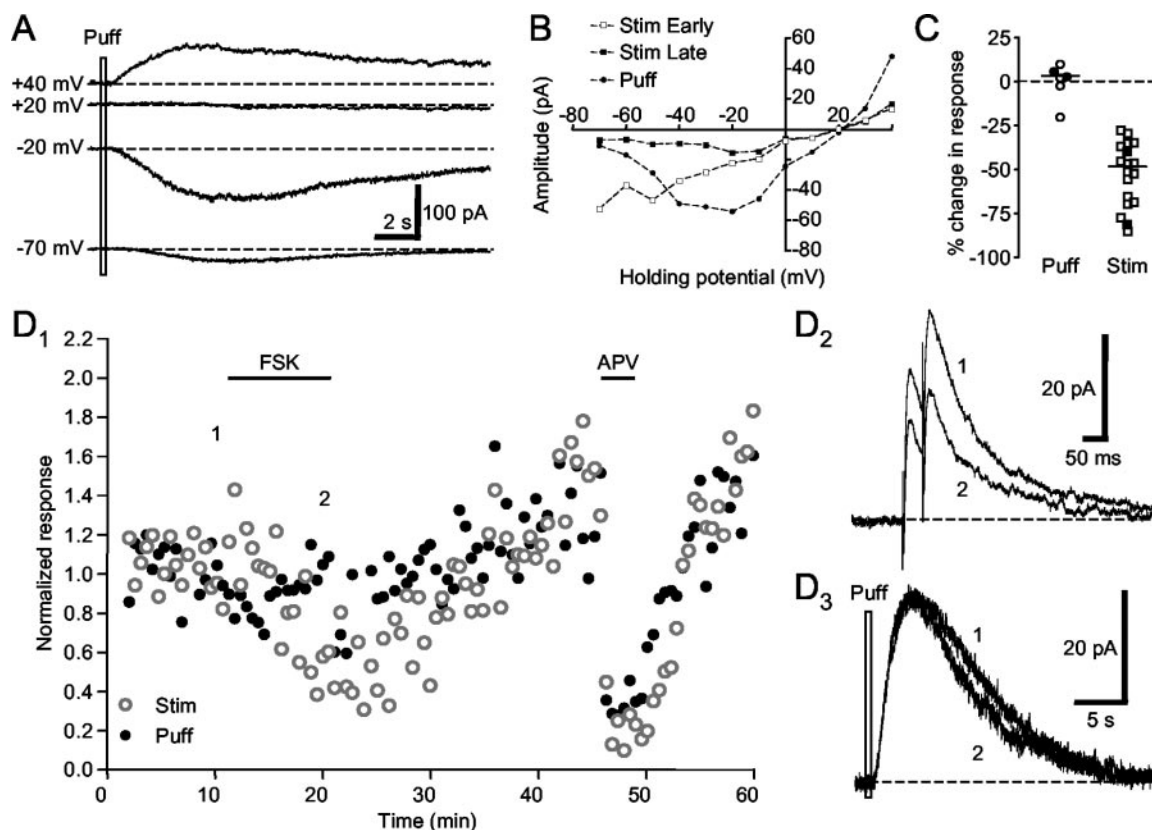 A
Puff
+40 mV
+20 mV
-20 mV
-70 mV
2 s
100 pA
B
Stim Early
Stim Late
Puff
Amplitude (pA)
60
40
20
-20
-40
-60
-80
-80 -60 -40 -20 20
Holding potential (mV)
C
% change in response
25
0
-25
-50
-75
-100
Puff Stim
D1
Normalized response
2.2
2.0
1.8
1.6
1.4
1.2
1.0
0.8
0.6
0.4
0.2
0.0
FSK
APV
1
2
Stim
Puff
0 10 20 30 40 50 60
Time (min)
D2
1
2
20 pA
50 ms
D3
Puff
1
2
20 pA
5 s